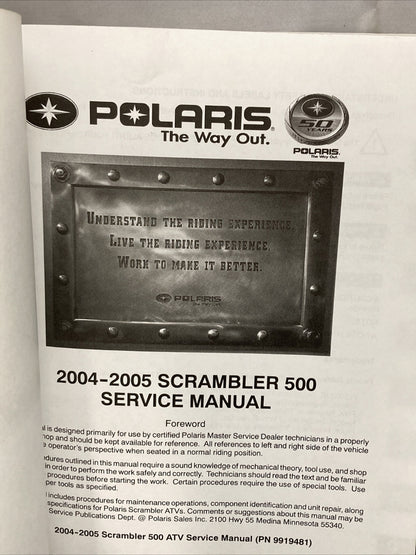 POLARIS
The Way Out.
50
YEARS
POLARIS
The Way Out.
UNDERSTAND THE RIDING EXPERIENCE.
LIVE THE RIDING EXPERIENCE.
WORK TO MAKE IT BETTER.
POLARIS
2004-2005 SCRAMBLER 500
SERVICE MANUAL
Foreword
is designed primarily for use by certified Polaris Master Service Dealer technicians in a properly
and should be kept available for reference. All references to left and right side of the vehicle
operator's perspective when seated in a normal riding position.
outlined in this manual require a sound knowledge of mechanical theory, tool use, and shop
in order to perform the work safely and correctly. Technicians should read the text and be familiar
procedures before starting the work. Certain procedures require the use of special tools. Use
tools as specified.
includes procedures for maintenance operations, component identification and unit repair, along
specifications for Polaris Scrambler ATVs. Comments or suggestions about this manual may be
Service Publications Dept. @ Polaris Sales Inc. 2100 Hwy 55 Medina Minnesota 55340.
2004-2005 Scrambler 500 ATV Service Manual (PN 9919481)